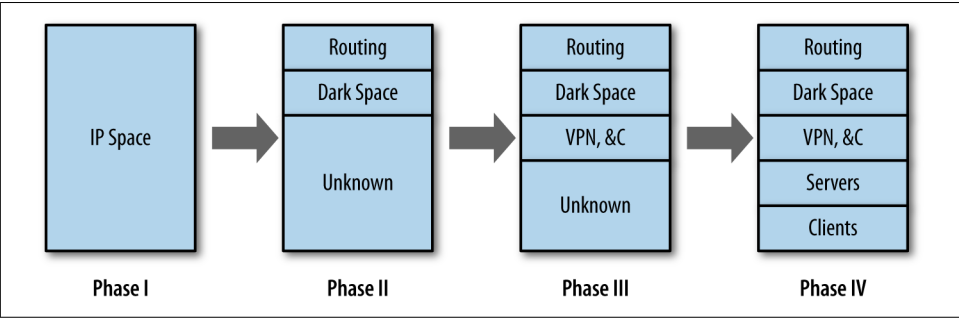 IP Space
Phase I
Routing
Dark Space
Unknown
Phase II
Routing
Dark Space
VPN, &C
Unknown
Phase III
Routing
Dark Space
VPN, &C
Servers
Clients
Phase IV